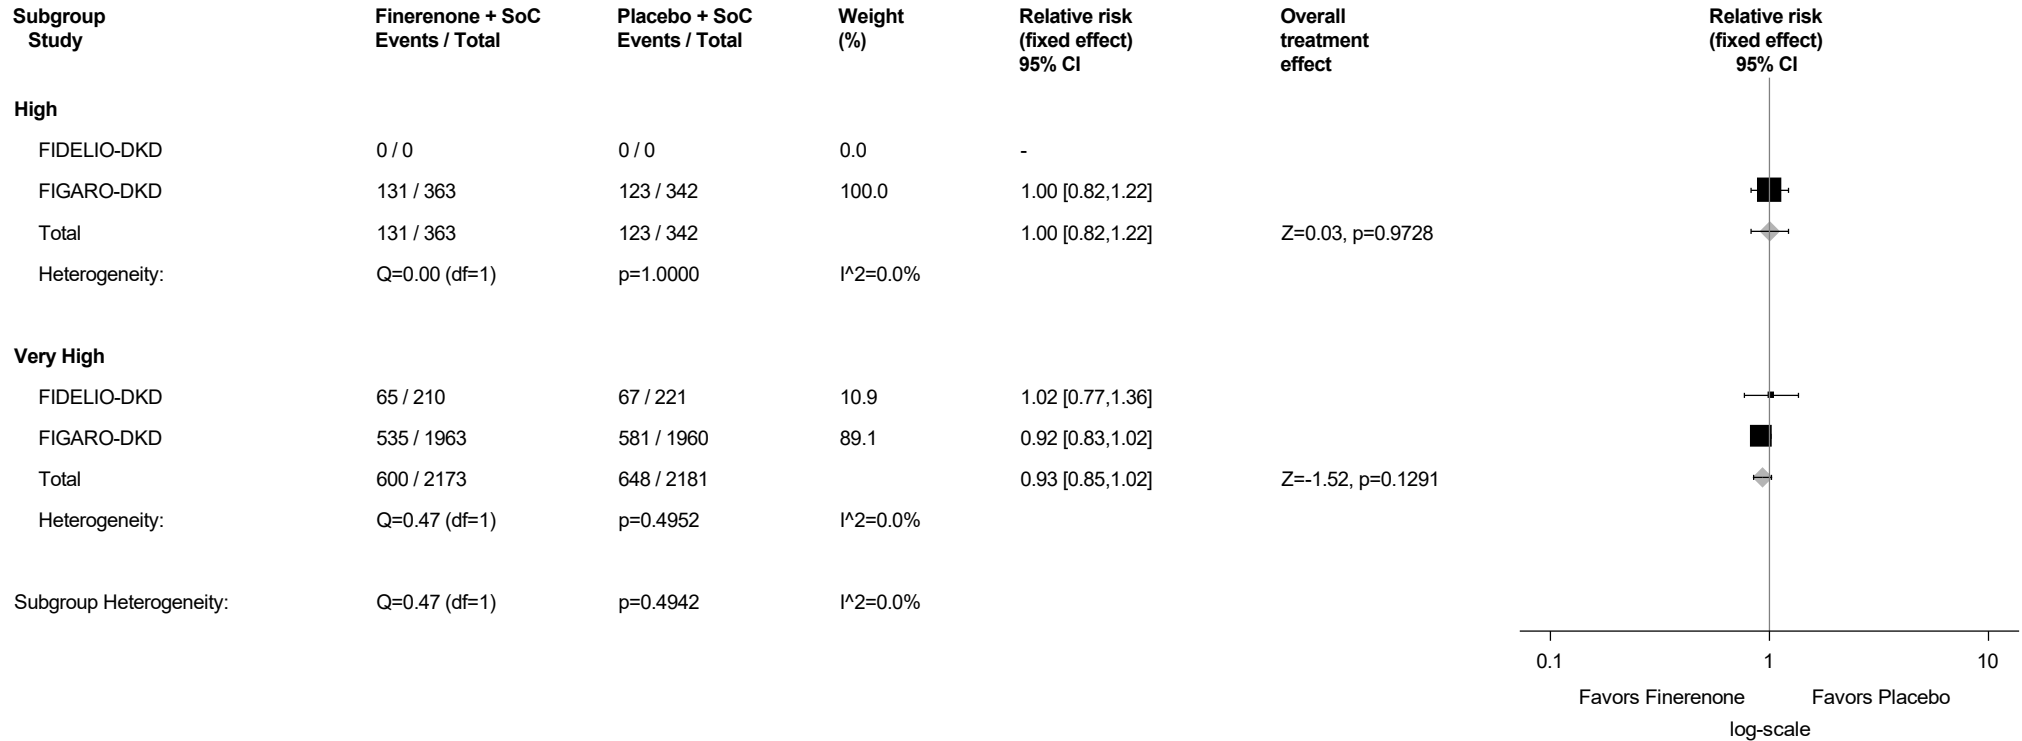 Subgroup Finerenone + SoC Placebo + SoC Weight Relative risk Overall Relative risk
Study Events / Total Events / Total (%) (fixed effect) treatment (fixed effect)
95% CI effect 95% CI
High
FIDELIO-DKD 0 / 0 0 / 0 0.0 -
FIGARO-DKD 131 / 363 123 / 342 100.0 1.00 [0.82,1.22]
Total 131 / 363 123 / 342 1.00 [0.82,1.22] Z=0.03, p=0.9728
Heterogeneity: Q=0.00 (df=1) p=1.0000 I^2=0.0%
Very High
FIDELIO-DKD 65 / 210 67 / 221 10.9 1.02 [0.77,1.36]
FIGARO-DKD 535 / 1963 581 / 1960 89.1 0.92 [0.83,1.02]
Total 600 / 2173 648 / 2181 0.93 [0.85,1.02] Z=-1.52, p=0.1291
Heterogeneity: Q=0.47 (df=1) p=0.4952 I^2=0.0%
Subgroup Heterogeneity: Q=0.47 (df=1) p=0.4942 I^2=0.0%
0.1 1 10
Favors Finerenone Favors Placebo
log-scale